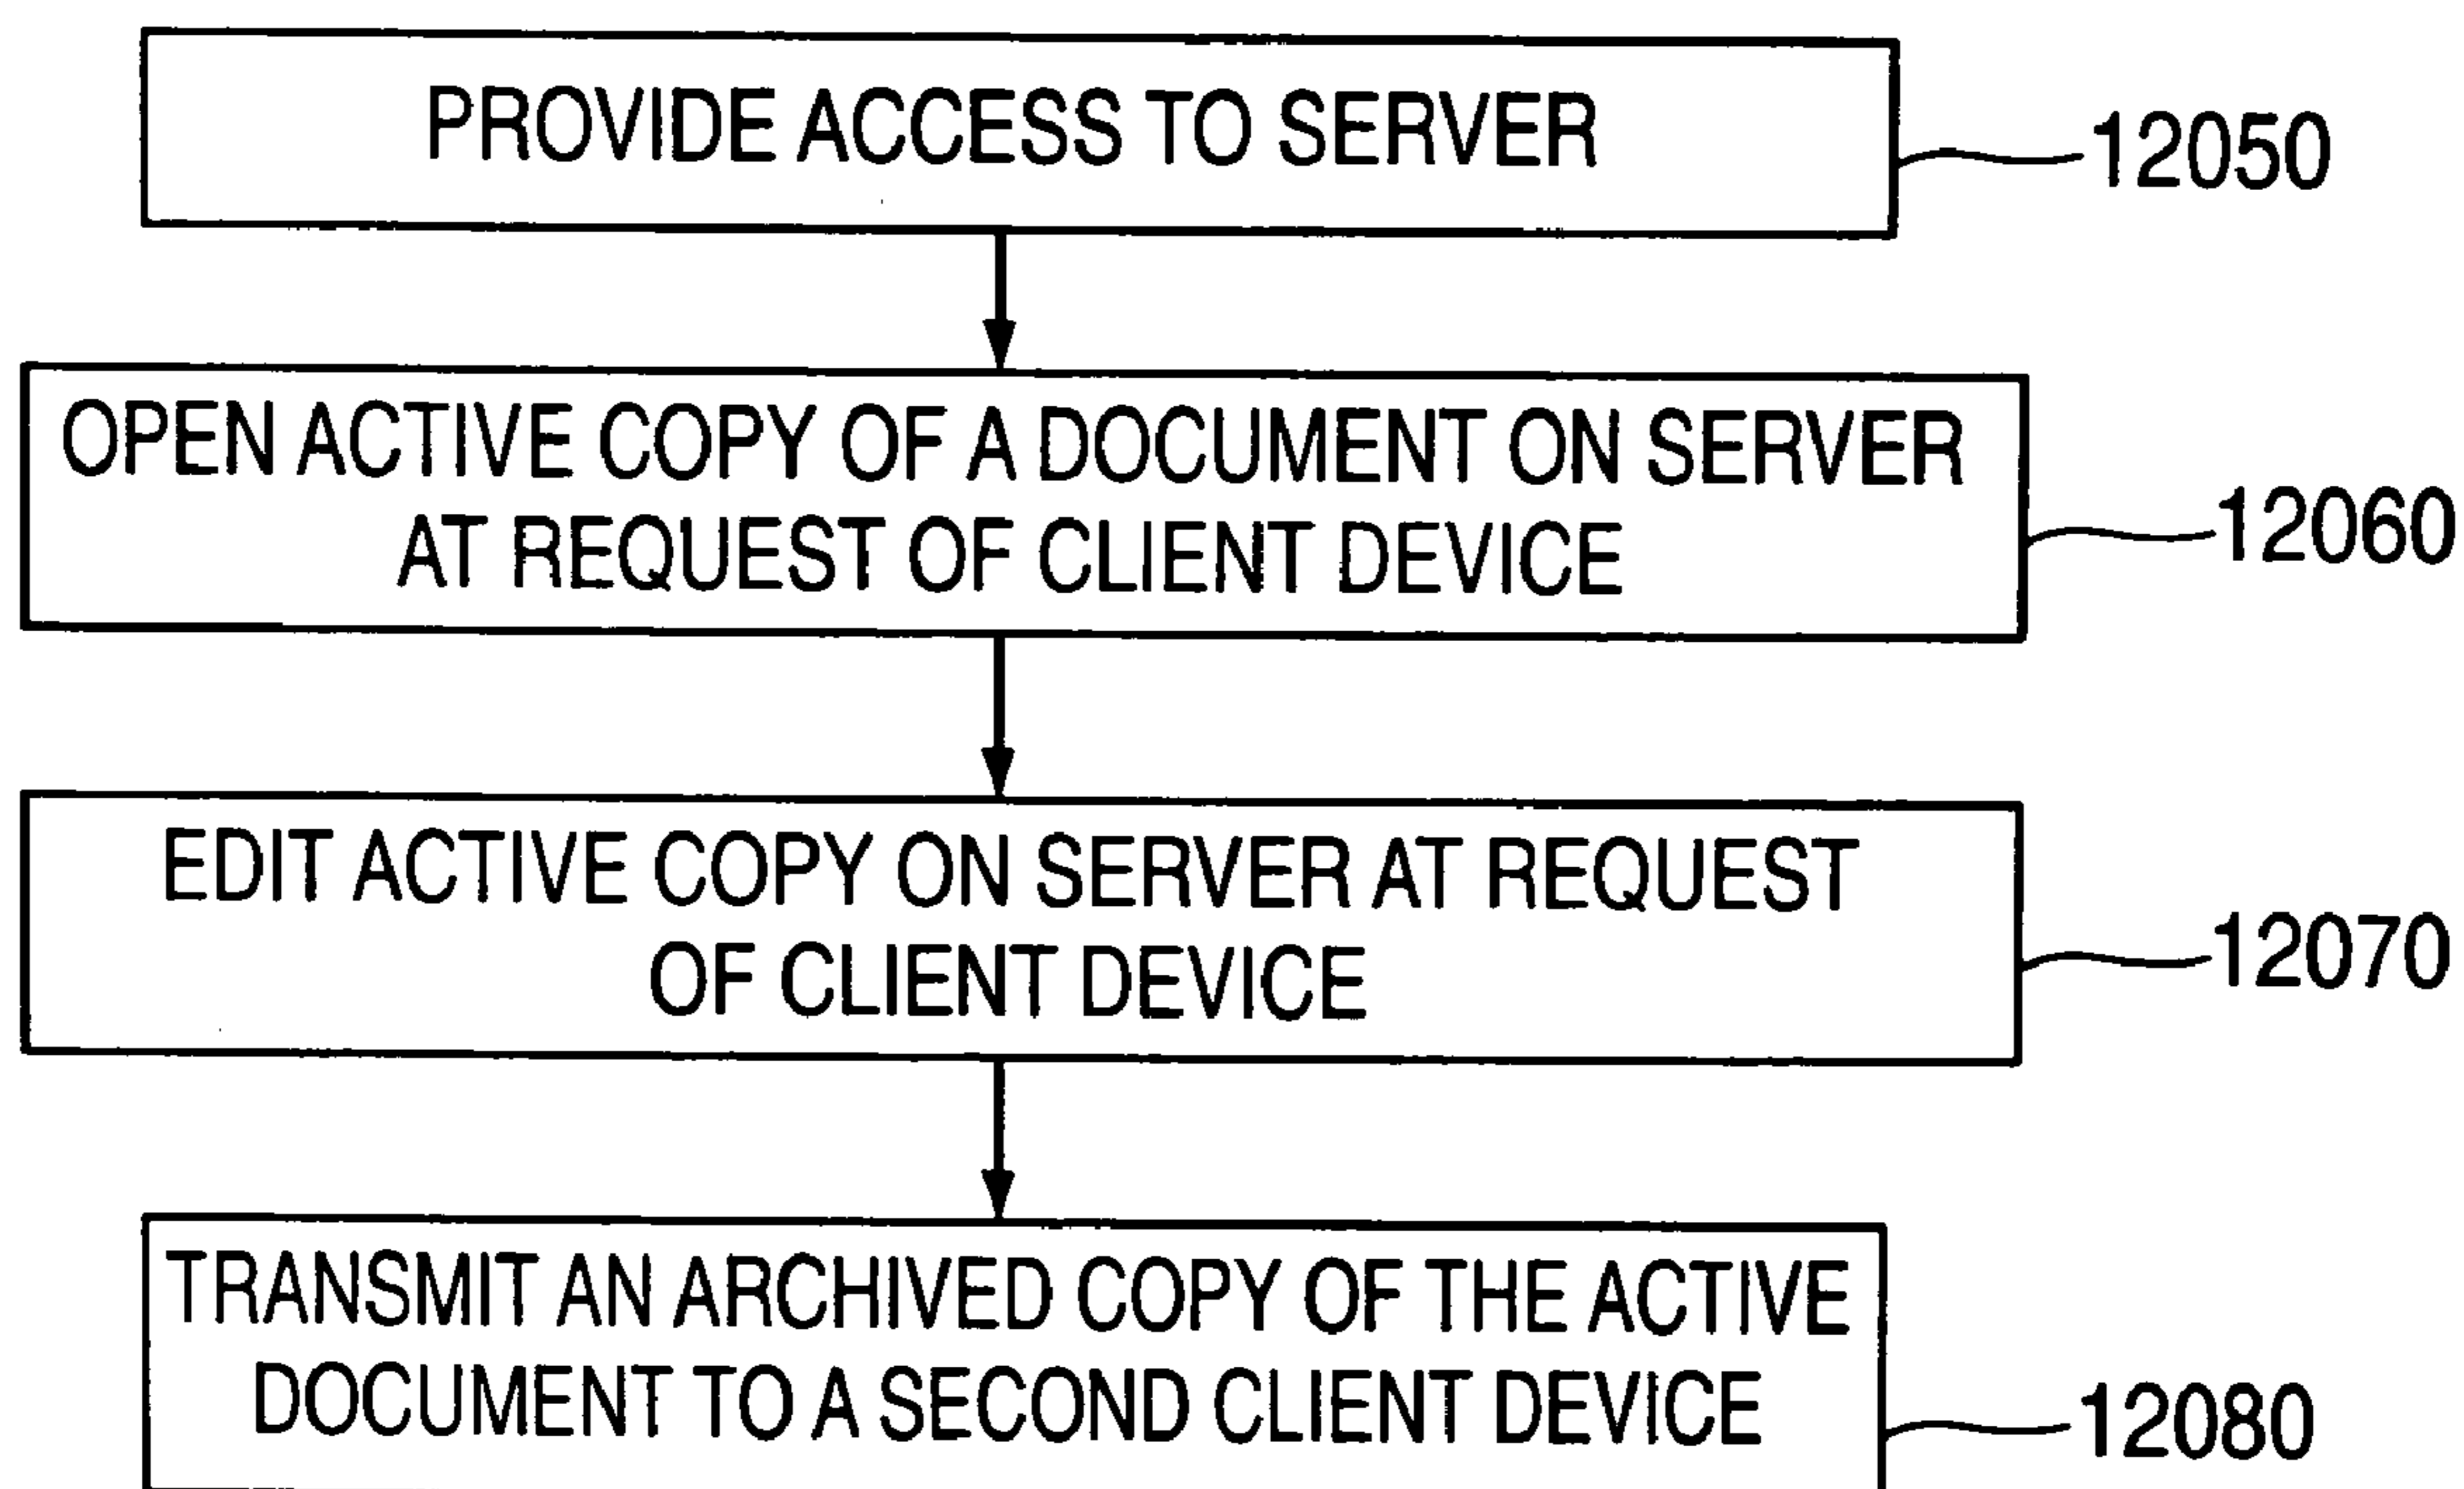 PROVIDE ACCESS TO SERVER
12050
OPEN ACTIVE COPY OF A DOCUMENT ON SERVER
AT REQUEST OF CLIENT DEVICE
12060
EDIT ACTIVE COPY ON SERVER AT REQUEST
OF CLIENT DEVICE
12070
TRANSMIT AN ARCHIVED COPY OF THE ACTIVE
DOCUMENT TO A SECOND CLIENT DEVICE
12080